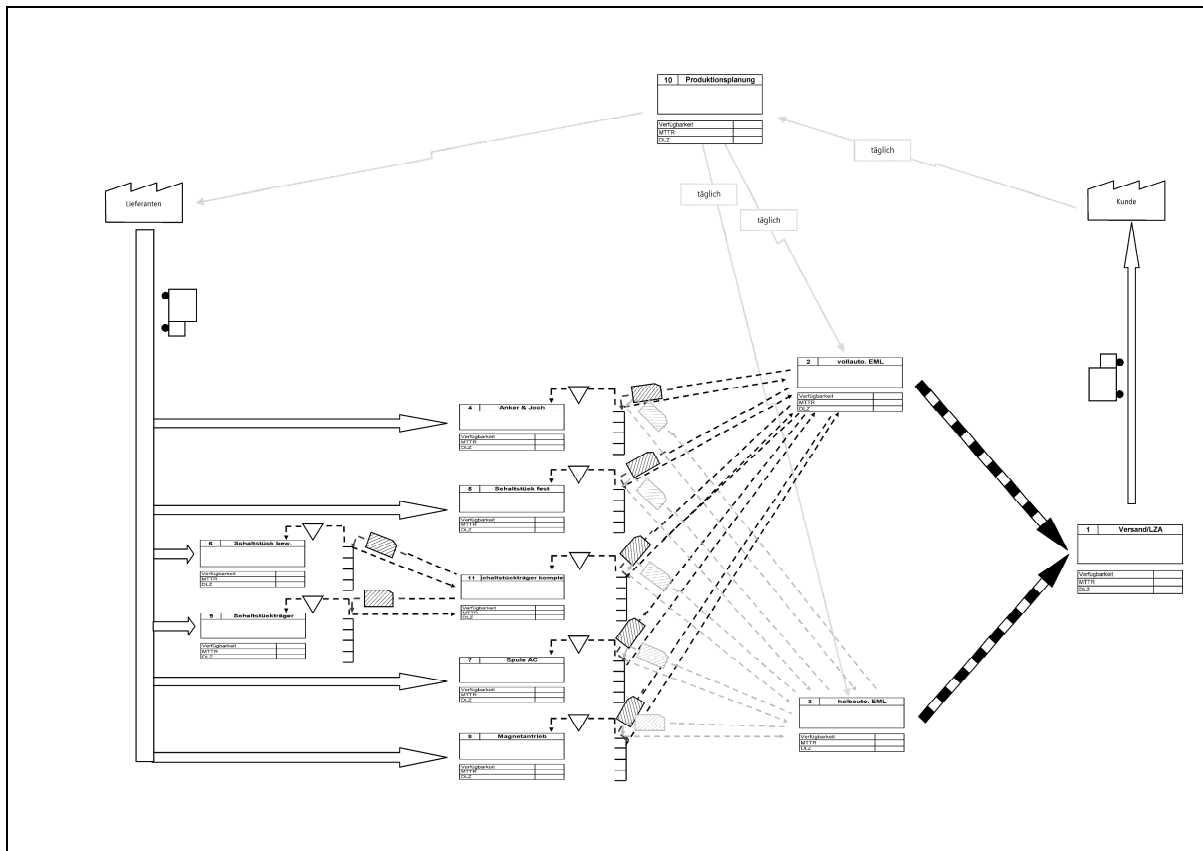 10 Produktionsplanung
Verfügbarkeit
MTTR
DLZ
täglich
täglich
täglich
Lieferanten
Kunde
2 vollauto. EML
Verfügbarkeit
MTTR
DLZ
4 Anker & Joch
Verfügbarkeit
MTTR
DLZ
5 Schaltstück fest
Verfügbarkeit
MTTR
DLZ
1 Versand/LZA
Verfügbarkeit
MTTR
DLZ
6 Schaltstück bew.
Verfügbarkeit
MTTR
DLZ
11 chaltstückträger komple
Verfügbarkeit
MTTR
DLZ
9 Schaltstückträger
Verfügbarkeit
MTTR
DLZ
7 Spule AC
Verfügbarkeit
MTTR
DLZ
3 halbauto. EML
Verfügbarkeit
MTTR
DLZ
8 Magnetantrieb
Verfügbarkeit
MTTR
DLZ